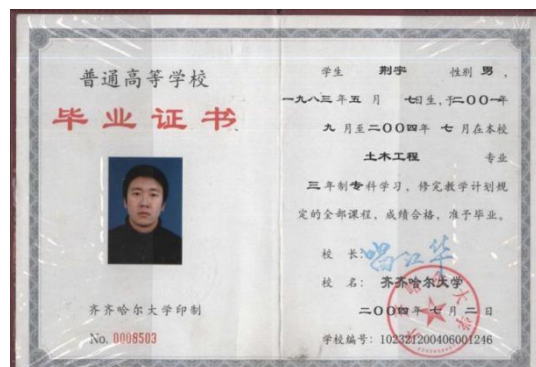 普通高等学校
毕业证书
齐齐哈尔大学印制
No. 0008503
学生 荆宇 性别 男，
一九八三年五月 七日生，于二〇〇一年
九月至二〇〇四年七月在本校
土木工程 专业
三年制专科学习，修完教学计划规
定的全部课程，成绩合格，准予毕业。
校 长：
校 名： 齐齐哈尔大学
二〇〇四年七月二日
学校编号：102321200406001246